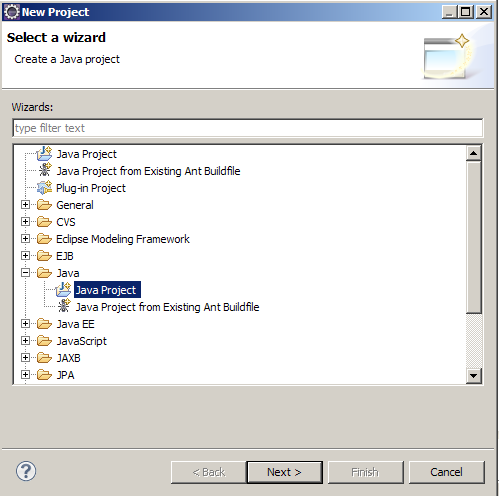 New Project
Select a wizard
Create a Java project
Wizards:
type filter text
Java Project
Java Project from Existing Ant Buildfile
Plug-in Project
General
CVS
Eclipse Modeling Framework
EJB
Java
Java Project
Java Project from Existing Ant Buildfile
Java EE
JavaScript
JAXB
JPA
? < Back Next > Finish Cancel